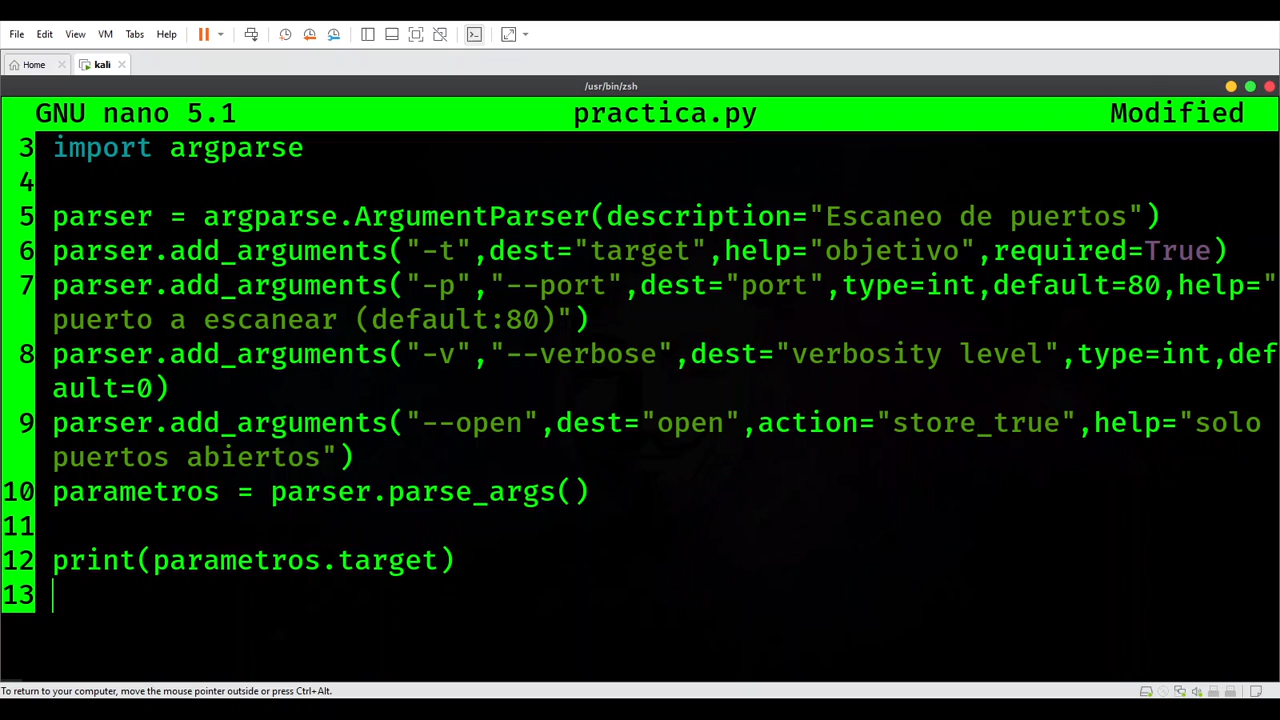 File Edit View VM Tabs Help
Home kali
/usr/bin/zsh
GNU nano 5.1 practica.py Modified
3 import argparse
4
5 parser = argparse.ArgumentParser(description="Escaneo de puertos")
6 parser.add_arguments("-t",dest="target",help="objetivo",required=True)
7 parser.add_arguments("-p","--port",dest="port",type=int,default=80,help="
puerto a escanear (default:80)")
8 parser.add_arguments("-v","--verbose",dest="verbosity level",type=int,def
ault=0)
9 parser.add_arguments("--open",dest="open",action="store_true",help="solo
puertos abiertos")
10 parametros = parser.parse_args()
11
12 print(parametros.target)
13
To return to your computer, move the mouse pointer outside or press Ctrl+Alt.